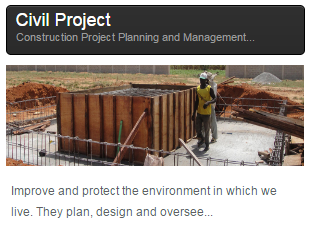 Civil Project
Construction Project Planning and Management...
Improve and protect the environment in which we
live. They plan, design and oversee...